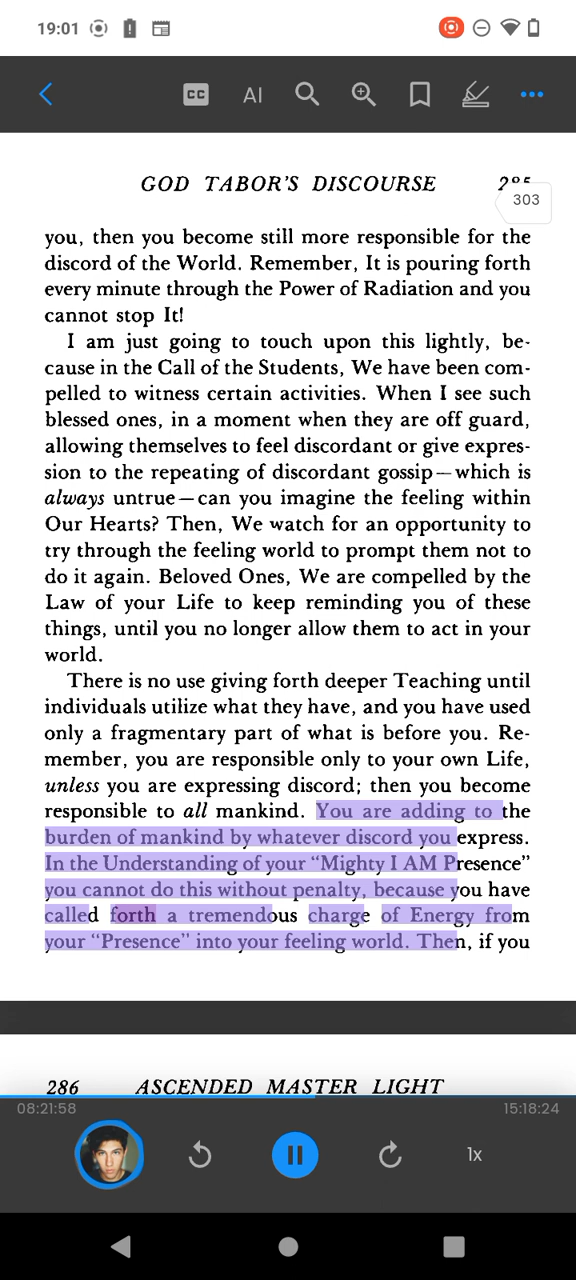 19:01
CC AI
GOD TABOR'S DISCOURSE 285
303
you, then you become still more responsible for the
discord of the World. Remember, It is pouring forth
every minute through the Power of Radiation and you
cannot stop It!
I am just going to touch upon this lightly, be-
cause in the Call of the Students, We have been com-
pelled to witness certain activities. When I see such
blessed ones, in a moment when they are off guard,
allowing themselves to feel discordant or give expres-
sion to the repeating of discordant gossip—which is
always untrue—can you imagine the feeling within
Our Hearts? Then, We watch for an opportunity to
try through the feeling world to prompt them not to
do it again. Beloved Ones, We are compelled by the
Law of your Life to keep reminding you of these
things, until you no longer allow them to act in your
world.
There is no use giving forth deeper Teaching until
individuals utilize what they have, and you have used
only a fragmentary part of what is before you. Re-
member, you are responsible only to your own Life,
unless you are expressing discord; then you become
responsible to all mankind. You are adding to the
burden of mankind by whatever discord you express.
In the Understanding of your “Mighty I AM Presence”
you cannot do this without penalty, because you have
called forth a tremendous charge of Energy from
your “Presence” into your feeling world. Then, if you
286 ASCENDED MASTER LIGHT
08:21:58 15:18:24
1x